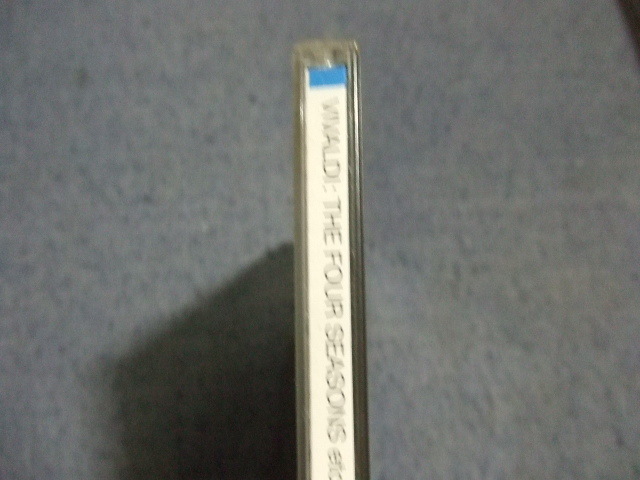 VIVALDI: THE FOUR SEASONS etc